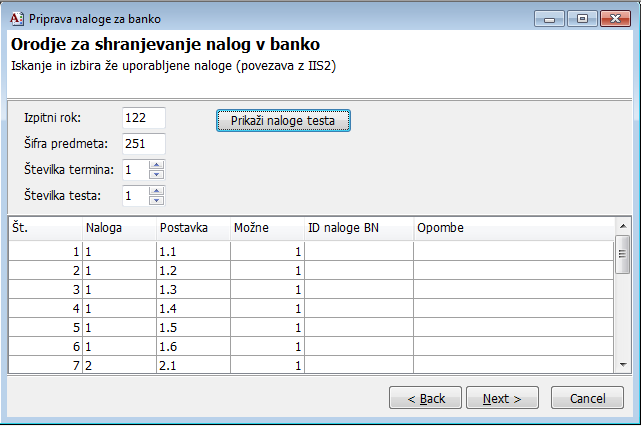 Priprava naloge za banko
Orodje za shranjevanje nalog v banko
Iskanje in izbira že uporabljene naloge (povezava z IIS2)
Izpitni rok: 122 Prikaži naloge testa
Šifra predmeta: 251
Številka termina: 1
Številka testa: 1
Št. Naloga Postavka Možne ID naloge BN Opombe
1 1 1.1 1
2 1 1.2 1
3 1 1.3 1
4 1 1.4 1
5 1 1.5 1
6 1 1.6 1
7 2 2.1 1
< Back Next > Cancel